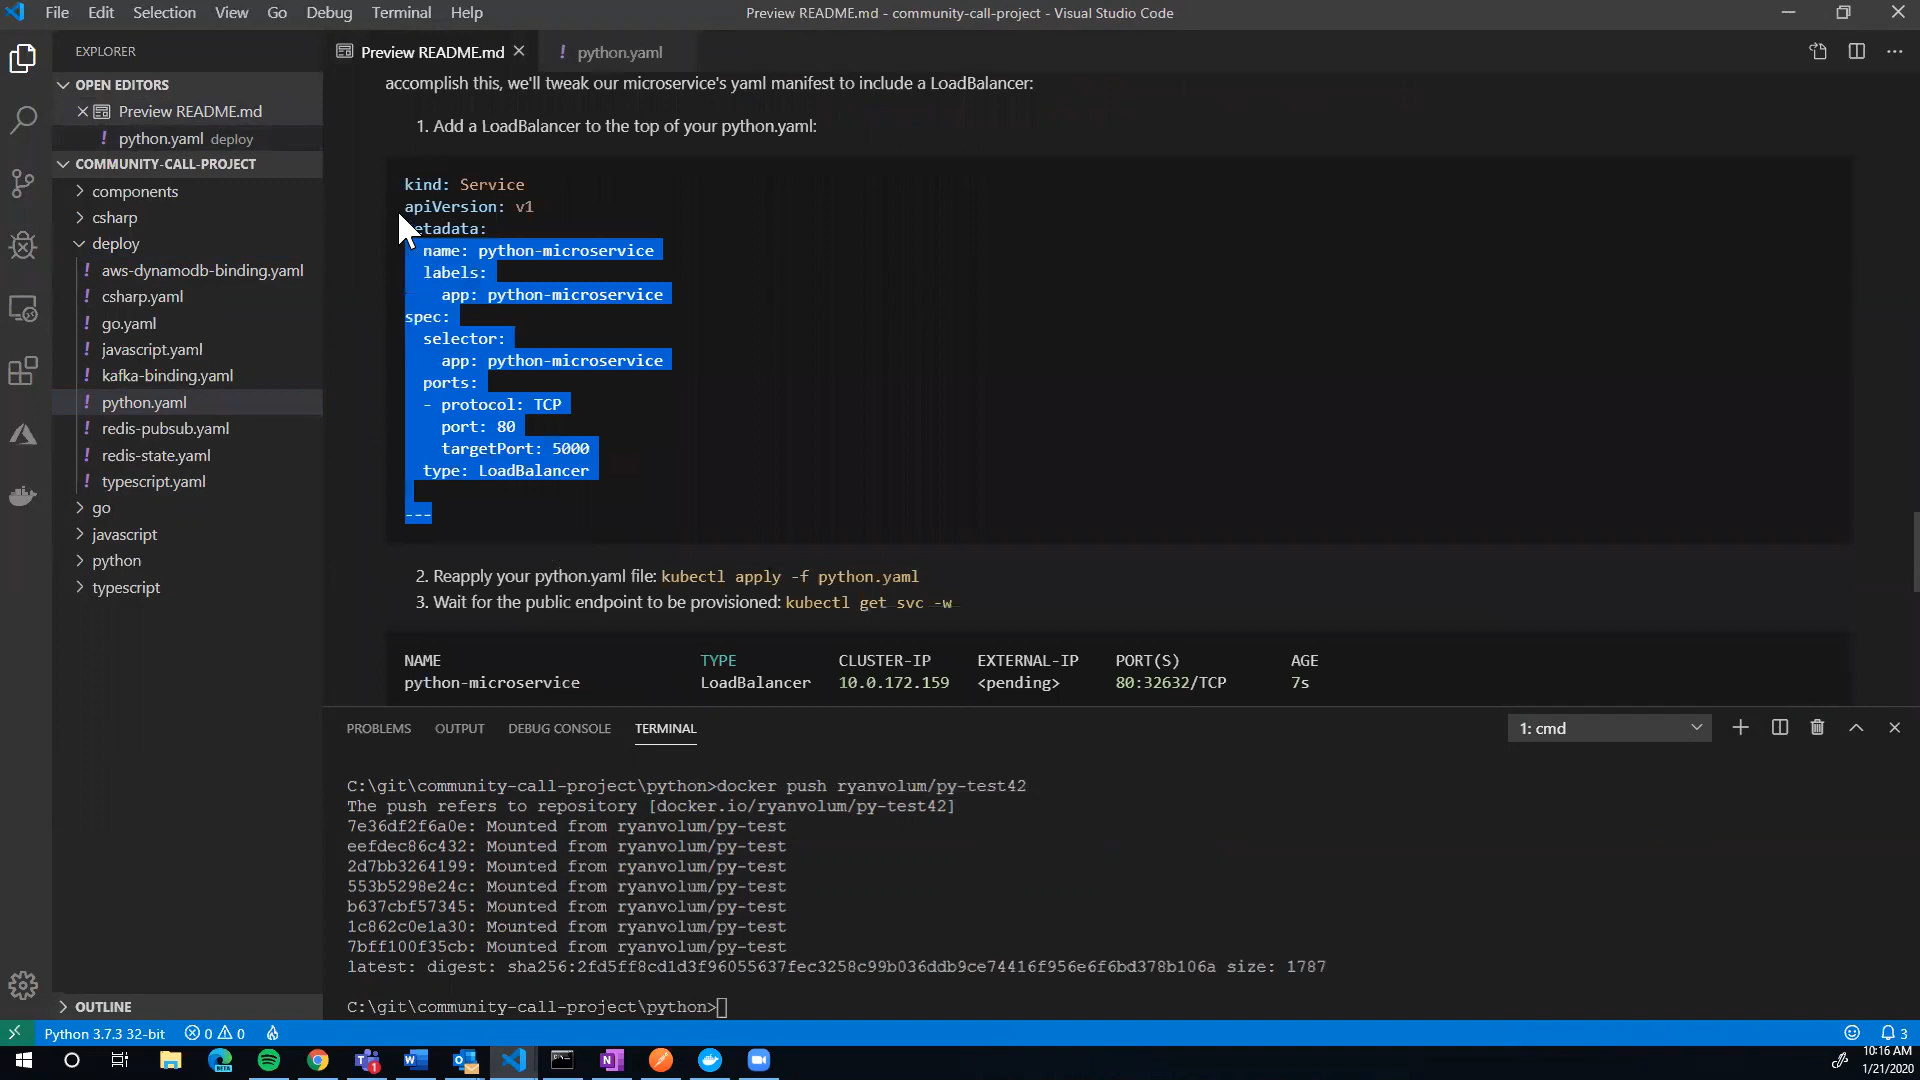 File Edit Selection View Go Debug Terminal Help
Preview README.md - community-call-project - Visual Studio Code
EXPLORER
OPEN EDITORS
Preview README.md
python.yaml deploy
COMMUNITY-CALL-PROJECT
components
csharp
deploy
aws-dynamodb-binding.yaml
csharp.yaml
go.yaml
javascript.yaml
kafka-binding.yaml
python.yaml
redis-pubsub.yaml
redis-state.yaml
typescript.yaml
go
javascript
python
typescript
OUTLINE
Preview README.md
python.yaml
accomplish this, we'll tweak our microservice's yaml manifest to include a LoadBalancer:
1. Add a LoadBalancer to the top of your python.yaml:
kind: Service
apiVersion: v1
etadata:
name: python-microservice
labels:
app: python-microservice
spec:
selector:
app: python-microservice
ports:
- protocol: TCP
port: 80
targetPort: 5000
type: LoadBalancer
---
2. Reapply your python.yaml file: kubectl apply -f python.yaml
3. Wait for the public endpoint to be provisioned: kubectl get svc -w
NAME TYPE CLUSTER-IP EXTERNAL-IP PORT(S) AGE
python-microservice LoadBalancer 10.0.172.159 <pending> 80:32632/TCP 7s
PROBLEMS OUTPUT DEBUG CONSOLE TERMINAL
1: cmd
C:\git\community-call-project\python>docker push ryanvolum/py-test42
The push refers to repository [docker.io/ryanvolum/py-test42]
7e36df2f6a0e: Mounted from ryanvolum/py-test
eefdec86c432: Mounted from ryanvolum/py-test
2d7bb3264199: Mounted from ryanvolum/py-test
553b5298e24c: Mounted from ryanvolum/py-test
b637cbf57345: Mounted from ryanvolum/py-test
1c862c0e1a30: Mounted from ryanvolum/py-test
7bff100f35cb: Mounted from ryanvolum/py-test
latest: digest: sha256:2fd5ff8cd1d3f96055637fec3258c99b036ddb9ce74416f956e6f6bd378b106a size: 1787
C:\git\community-call-project\python>
Python 3.7.3 32-bit
0 0
3
10:16 AM
1/21/2020